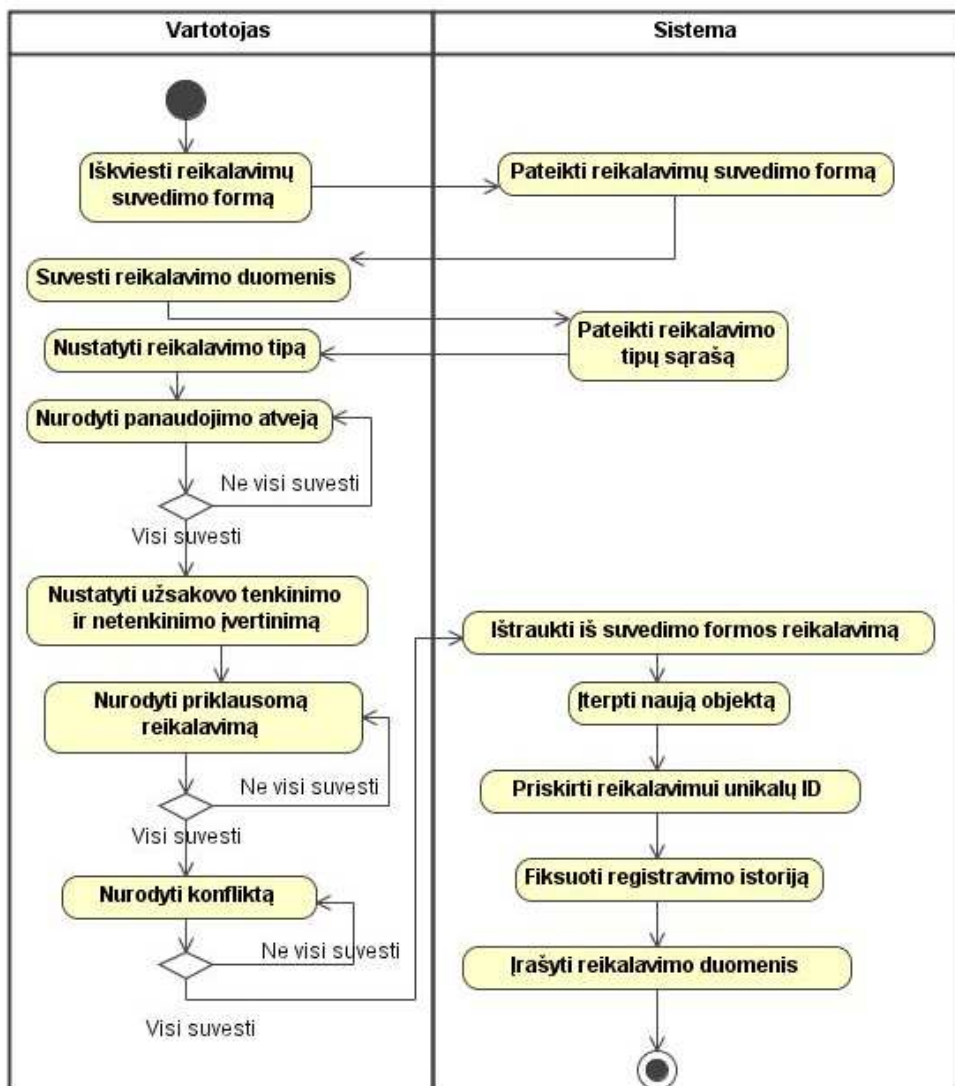 Vartotojas
Sistema
Iškviesti reikalavimų
suvedimo formą
Pateikti reikalavimų suvedimo formą
Suvesti reikalavimo duomenis
Pateikti reikalavimo
tipų sąrašą
Nustatyti reikalavimo tipą
Nurodyti panaudojimo atveją
Ne visi suvesti
Visi suvesti
Nustatyti užsakovo tenkinimo
ir netenkinimo įvertinimą
Nurodyti priklausomą
reikalavimą
Ne visi suvesti
Visi suvesti
Nurodyti konfliktą
Ne visi suvesti
Visi suvesti
Ištraukti iš suvedimo formos reikalavimą
Įterpti naują objektą
Priskirti reikalavimui unikalų ID
Fiksuoti registravimo istoriją
Įrašyti reikalavimo duomenis